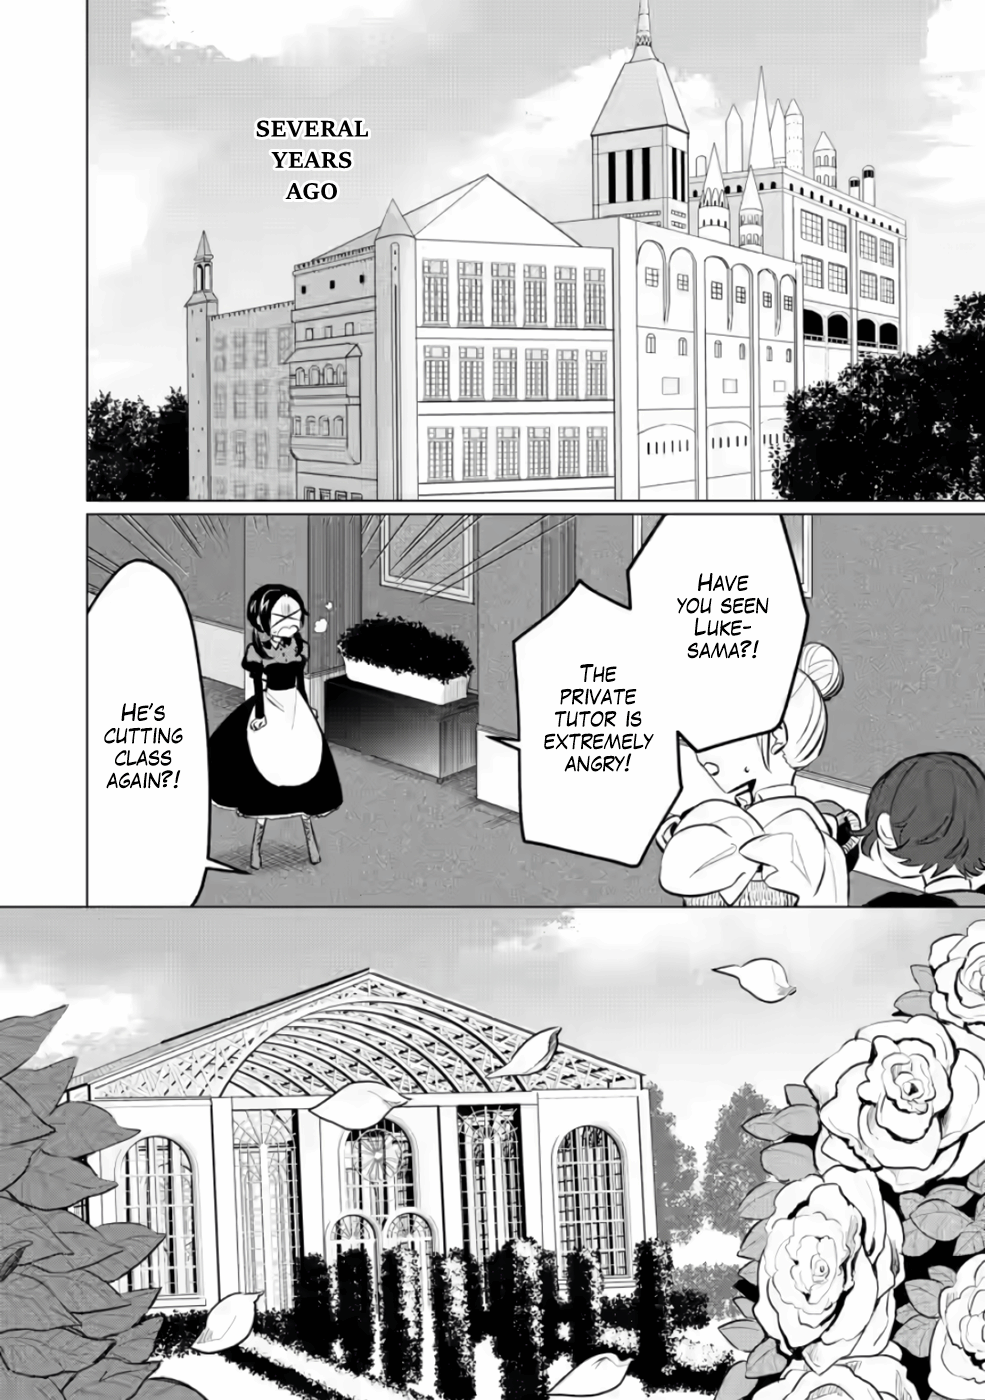 SEVERAL
YEARS
AGO
HAVE
YOU SEEN
LUKE-
SAMA?!
THE
PRIVATE
TUTOR IS
EXTREMELY
ANGRY!
HE'S
CUTTING
CLASS
AGAIN?!